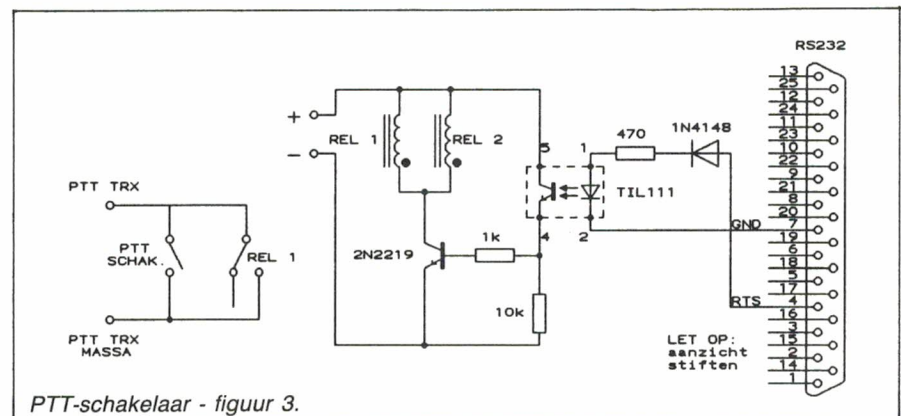 RS232
13
25
12
24
11
23
10
22
9
21
8
20
7
19
6
18
5
17
4
16
3
15
2
14
1
GND
RTS
470
1N4148
5
1
TIL111
4
2
+
-
REL 1
REL 2
1k
2N2219
10k
PTT TRX
PTT
SCHAK.
REL 1
PTT TRX
MASSA
LET OP:
aanzicht
stiften
PTT-schakelaar - figuur 3.